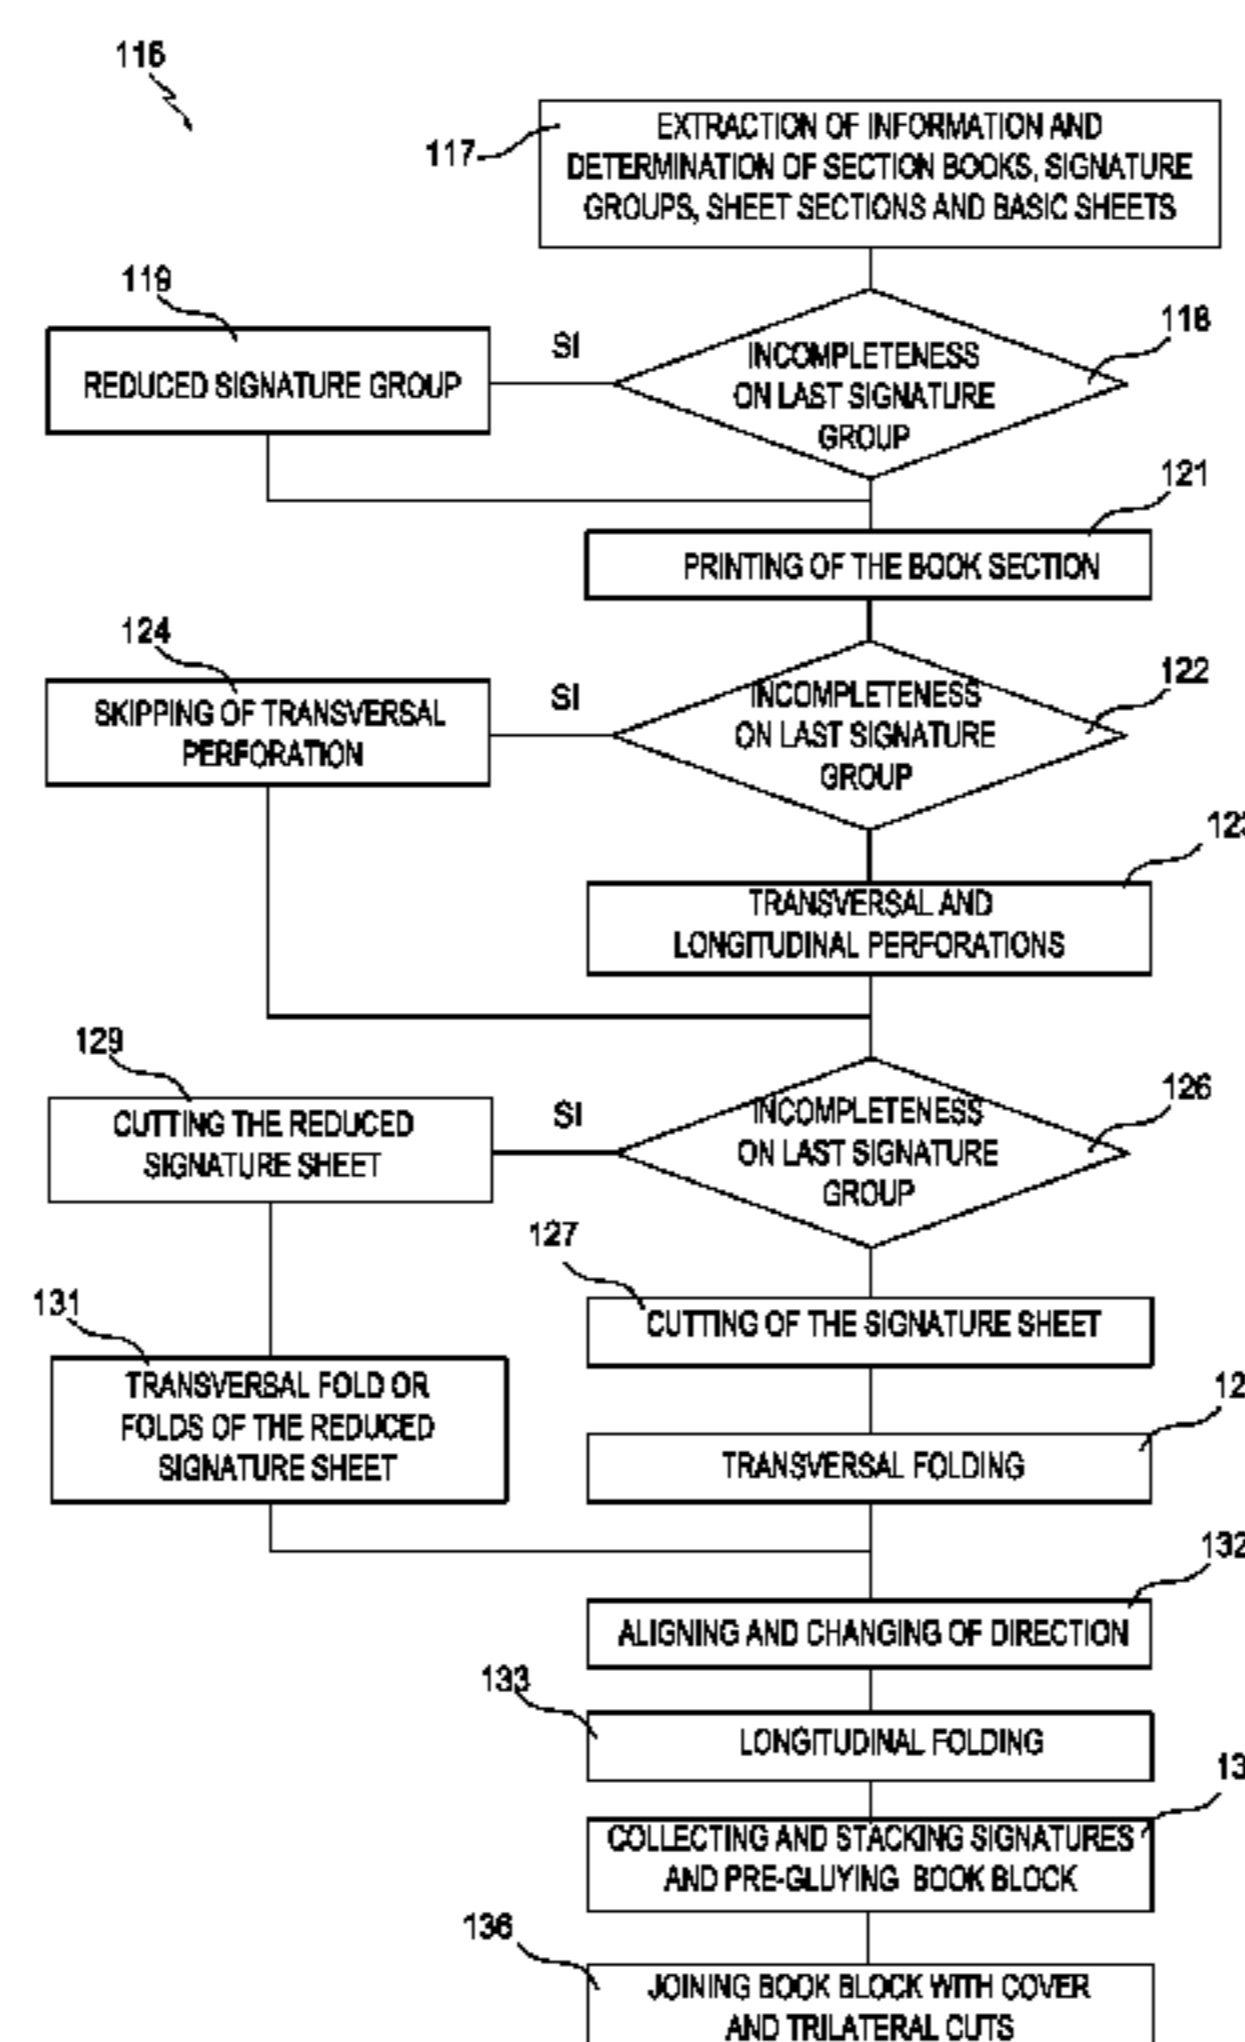 116
117
EXTRACTION OF INFORMATION AND
DETERMINATION OF SECTION BOOKS, SIGNATURE
GROUPS, SHEET SECTIONS AND BASIC SHEETS
119
SI
118
REDUCED SIGNATURE GROUP
INCOMPLETENESS
ON LAST SIGNATURE
GROUP
121
PRINTING OF THE BOOK SECTION
124
SI
122
SKIPPING OF TRANSVERSAL
PERFORATION
INCOMPLETENESS
ON LAST SIGNATURE
GROUP
123
TRANSVERSAL AND
LONGITUDINAL PERFORATIONS
129
SI
126
CUTTING THE REDUCED
SIGNATURE SHEET
INCOMPLETENESS
ON LAST SIGNATURE
GROUP
127
CUTTING OF THE SIGNATURE SHEET
131
TRANSVERSAL FOLD OR
FOLDS OF THE REDUCED
SIGNATURE SHEET
12
TRANSVERSAL FOLDING
132
ALIGNING AND CHANGING OF DIRECTION
133
LONGITUDINAL FOLDING
13
COLLECTING AND STACKING SIGNATURES
AND PRE-GLUYING BOOK BLOCK
136
JOINING BOOK BLOCK WITH COVER
AND TRILATERAL CUTS